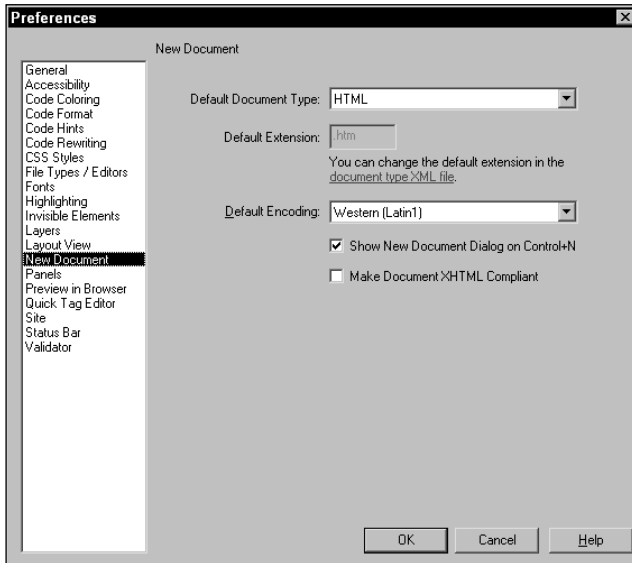 Preferences
New Document
General
Accessibility
Code Coloring
Code Format
Code Hints
Code Rewriting
CSS Styles
File Types / Editors
Fonts
Highlighting
Invisible Elements
Layers
Layout View
New Document
Panels
Preview in Browser
Quick Tag Editor
Site
Status Bar
Validator
Default Document Type: HTML
Default Extension: .htm
You can change the default extension in the
document type XML file.
Default Encoding: Western (Latin1)
Show New Document Dialog on Control+N
Make Document XHTML Compliant
OK Cancel Help